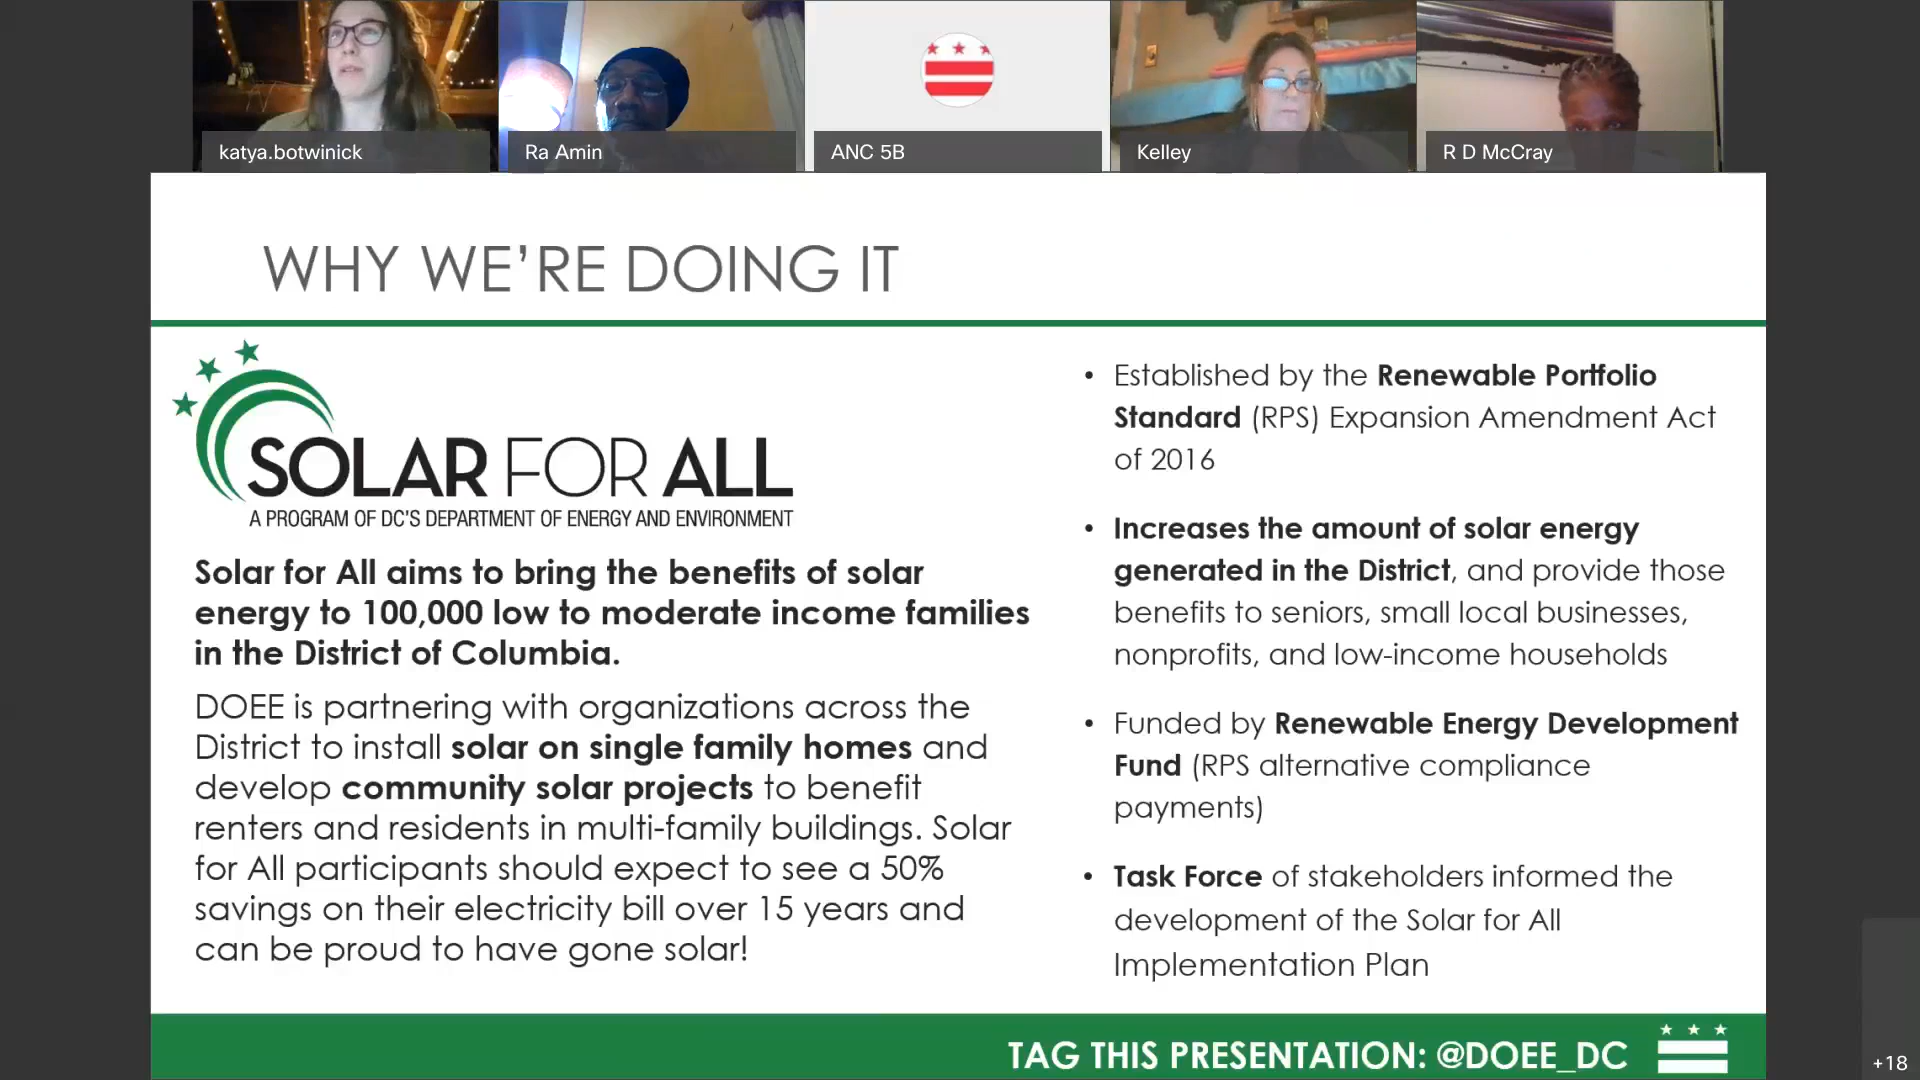 katya.botwinick
Ra Amin
ANC 5B
Kelley
R D McCray
WHY WE’RE DOING IT
SOLAR FOR ALL
A PROGRAM OF DC'S DEPARTMENT OF ENERGY AND ENVIRONMENT
Solar for All aims to bring the benefits of solar
energy to 100,000 low to moderate income families
in the District of Columbia.
DOEE is partnering with organizations across the
District to install solar on single family homes and
develop community solar projects to benefit
renters and residents in multi-family buildings. Solar
for All participants should expect to see a 50%
savings on their electricity bill over 15 years and
can be proud to have gone solar!
• Established by the Renewable Portfolio
Standard (RPS) Expansion Amendment Act
of 2016
• Increases the amount of solar energy
generated in the District, and provide those
benefits to seniors, small local businesses,
nonprofits, and low-income households
• Funded by Renewable Energy Development
Fund (RPS alternative compliance
payments)
• Task Force of stakeholders informed the
development of the Solar for All
Implementation Plan
TAG THIS PRESENTATION: @DOEE_DC
+18